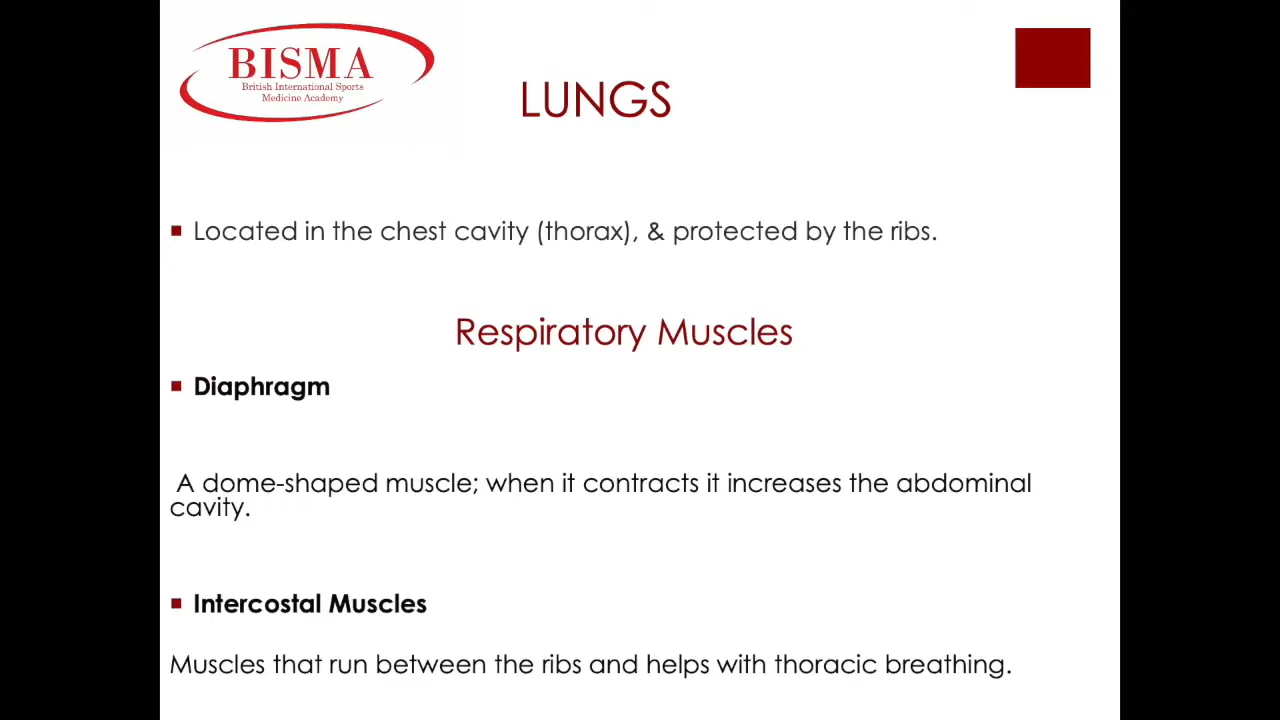 BISMA
British International Sports
Medicine Academy
LUNGS
Located in the chest cavity (thorax), & protected by the ribs.
Respiratory Muscles
Diaphragm
A dome-shaped muscle; when it contracts it increases the abdominal
cavity.
Intercostal Muscles
Muscles that run between the ribs and helps with thoracic breathing.